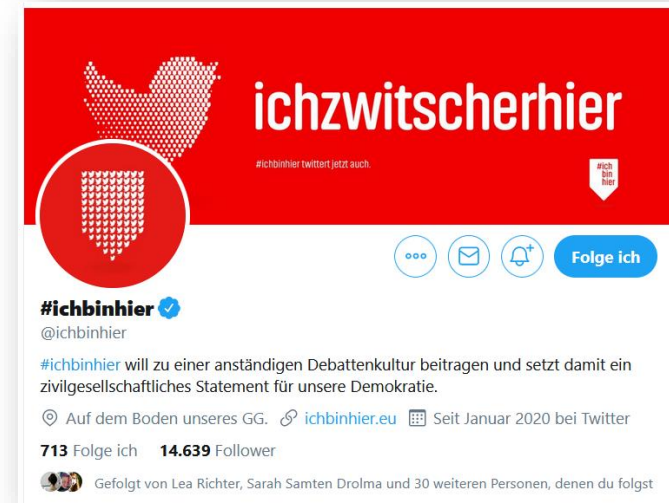 ichzwitscherhier
#ichbinhier twittert jetzt auch.
#ich
bin
hier
Folge ich
#ichbinhier
@ichbinhier
#ichbinhier will zu einer anständigen Debattenkultur beitragen und setzt damit ein
zivilgesellschaftliches Statement für unsere Demokratie.
Auf dem Boden unseres GG. ichbinhier.eu Seit Januar 2020 bei Twitter
713 Folge ich 14.639 Follower
Gefolgt von Lea Richter, Sarah Samten Drolma und 30 weiteren Personen, denen du folgst